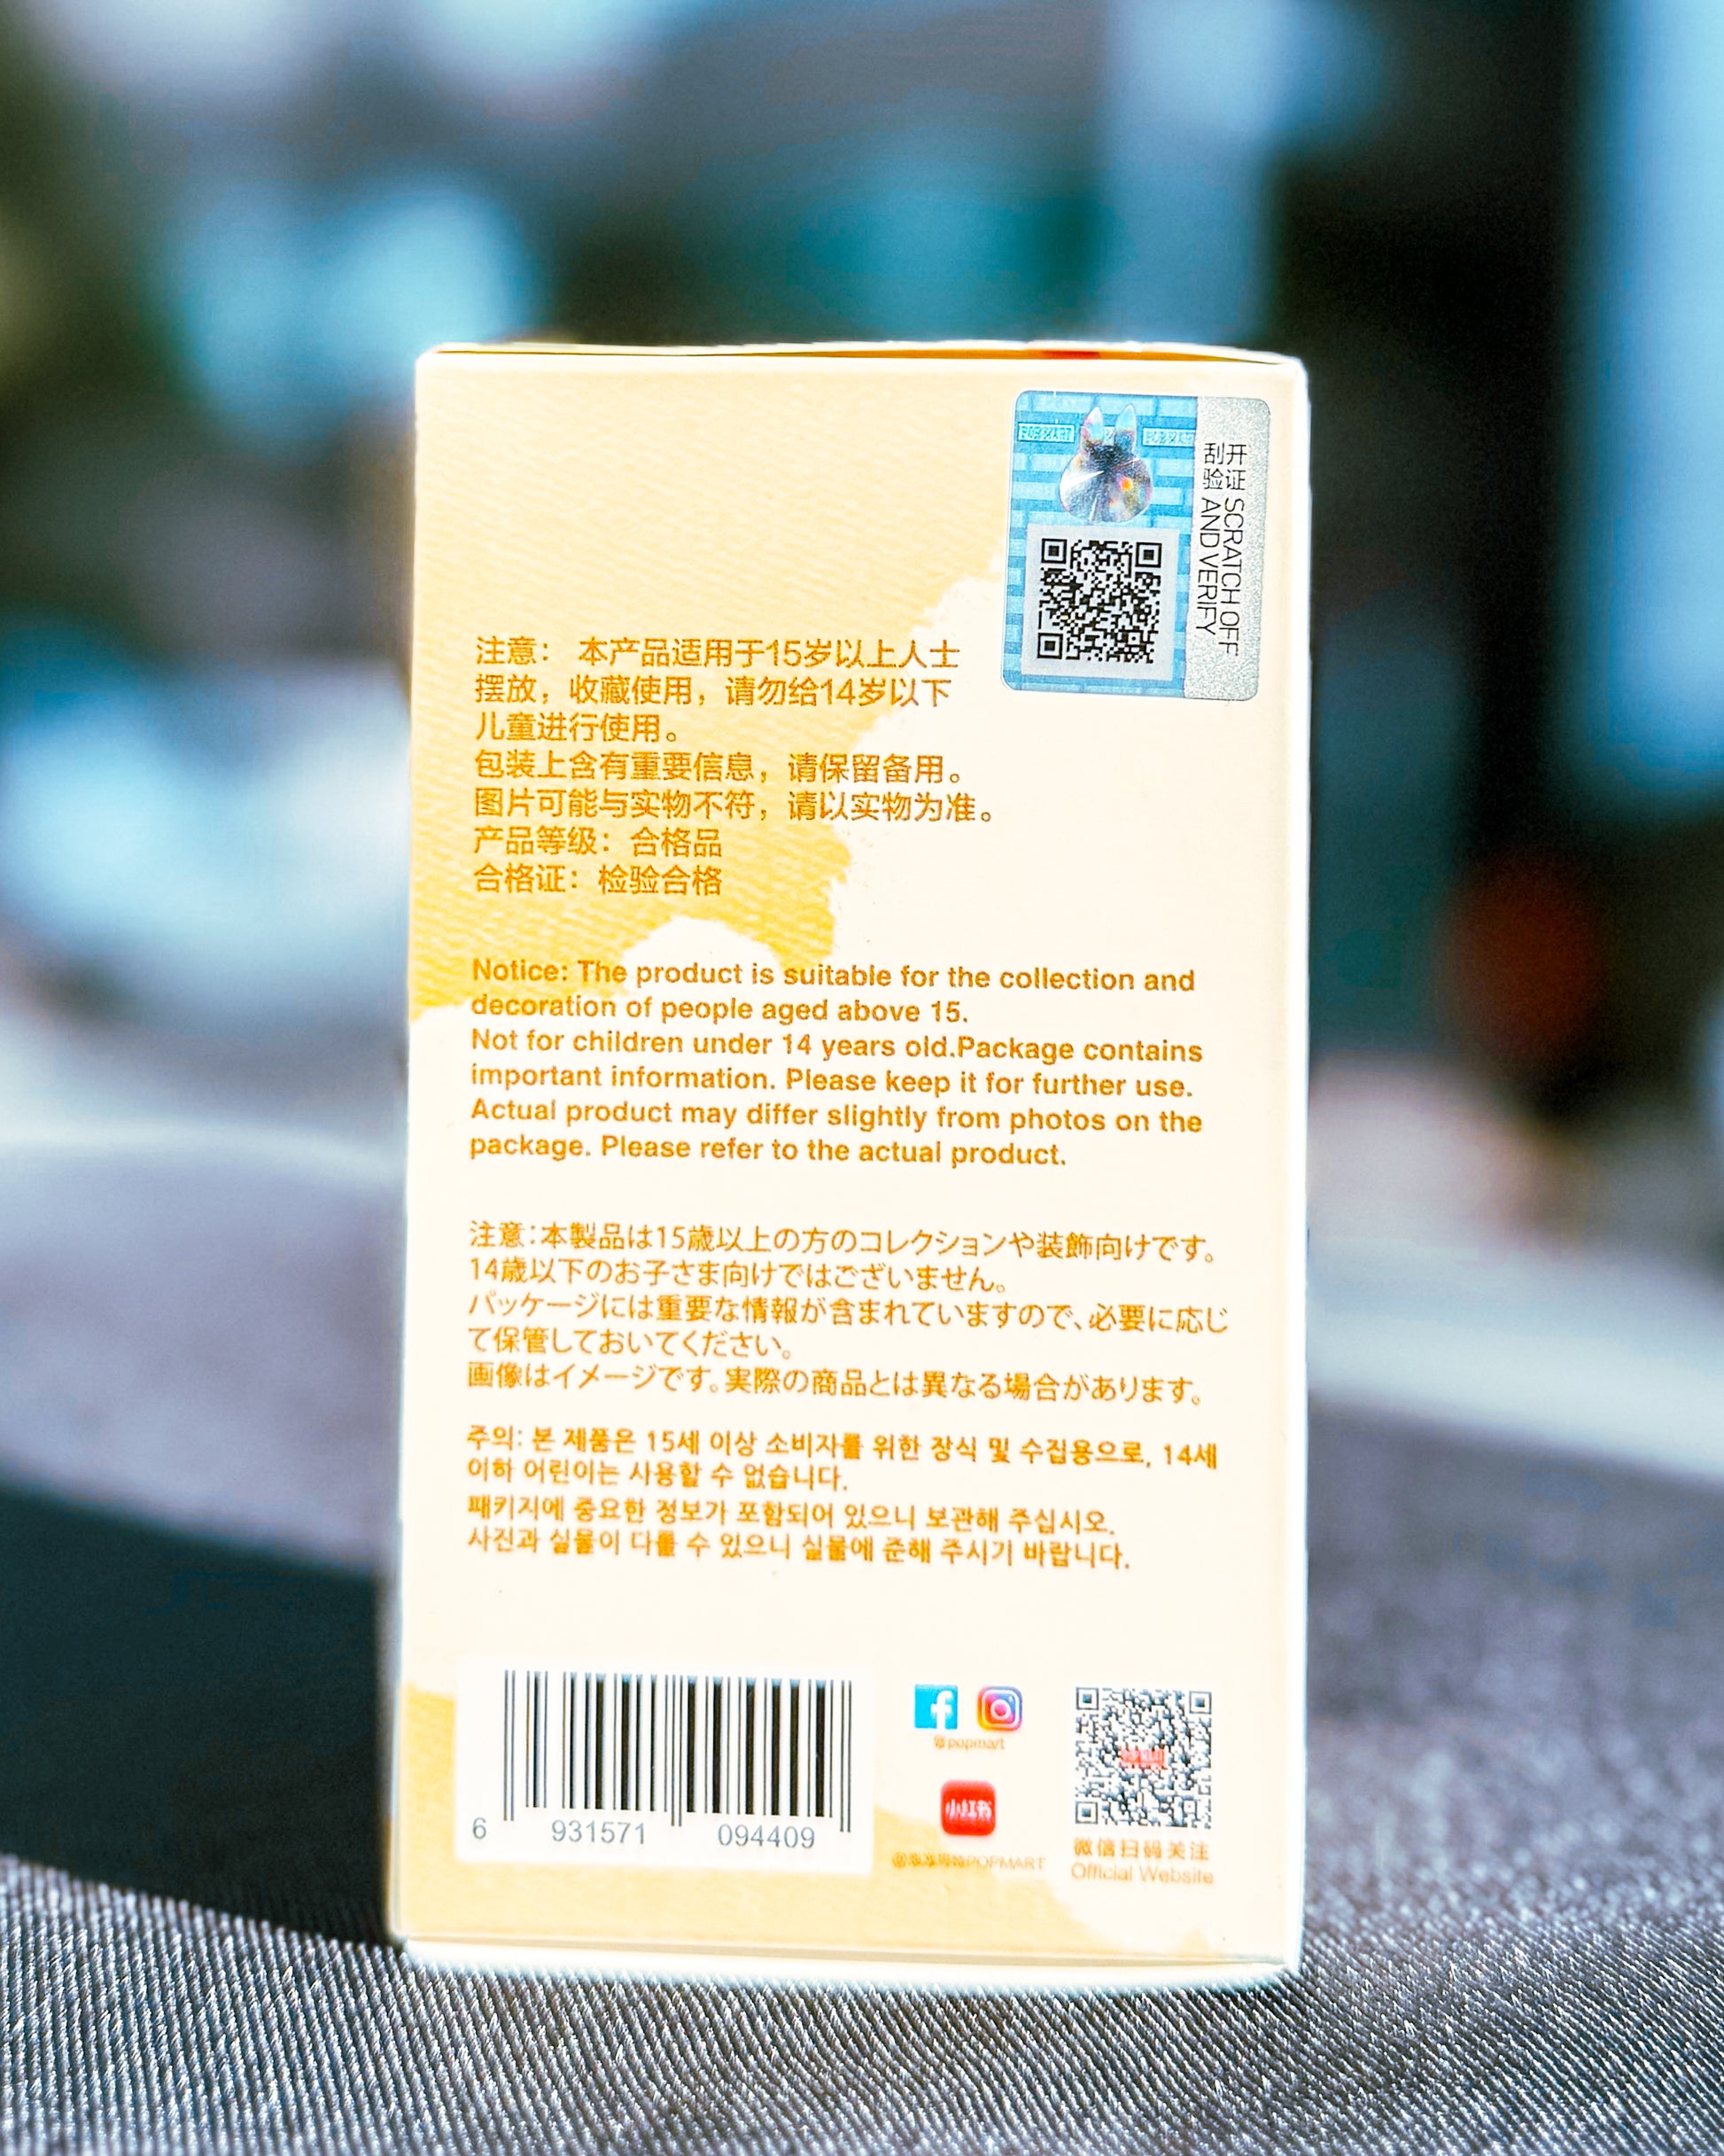 POP MART
刮开
验证
SCRATCH OFF
AND VERIFY
注意： 本产品适用于15岁以上人士
摆放，收藏使用，请勿给14岁以下
儿童进行使用。
包装上含有重要信息，请保留备用。
图片可能与实物不符，请以实物为准。
产品等级：合格品
合格证：检验合格
Notice: The product is suitable for the collection and
decoration of people aged above 15.
Not for children under 14 years old.Package contains
important information. Please keep it for further use.
Actual product may differ slightly from photos on the
package. Please refer to the actual product.
注意：本製品は15歳以上の方のコレクションや装飾向けです。
14歳以下のお子さま向けではございません。
パッケージには重要な情報が含まれていますので、必要に応じ
て保管しておいてください。
画像はイメージです。実際の商品とは異なる場合があります。
주의: 본 제품은 15세 이상 소비자를 위한 장식 및 수집용으로, 14세
이하 어린이는 사용할 수 없습니다.
패키지에 중요한 정보가 포함되어 있으니 보관해 주십시오.
사진과 실물이 다를 수 있으니 실물에 준해 주시기 바랍니다.
6 931571 094409
@popmart
小红书
@泡泡玛特POPMART
微信扫码关注
Official Website